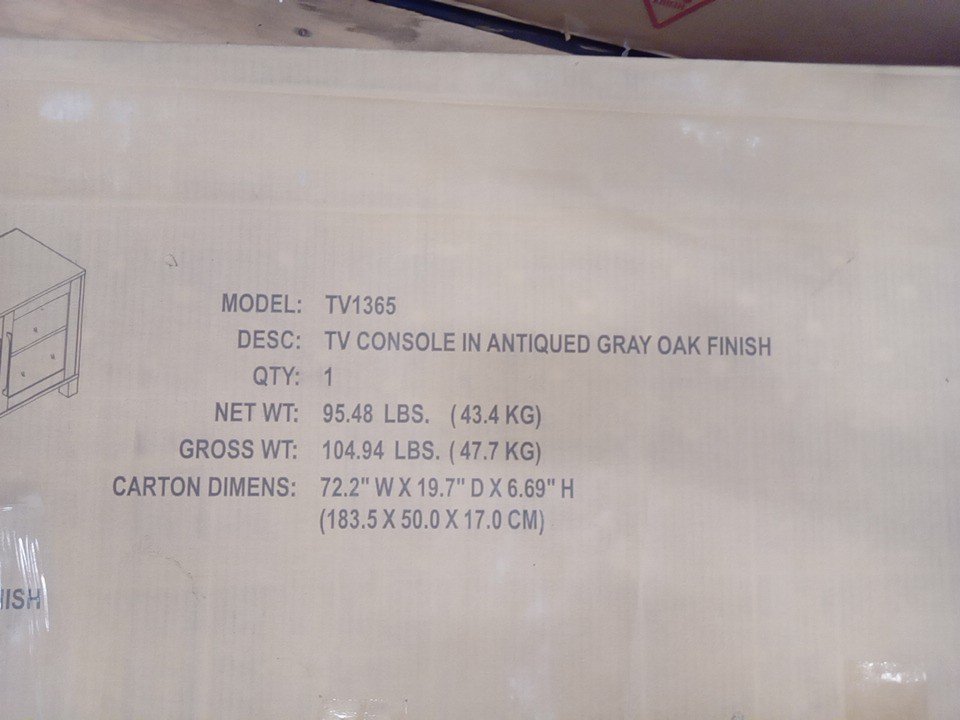 MODEL: TV1365
DESC: TV CONSOLE IN ANTIQUED GRAY OAK FINISH
QTY: 1
NET WT: 95.48 LBS. (43.4 KG)
GROSS WT: 104.94 LBS. (47.7 KG)
CARTON DIMENS: 72.2" W X 19.7" D X 6.69" H
(183.5 X 50.0 X 17.0 CM)
ISH